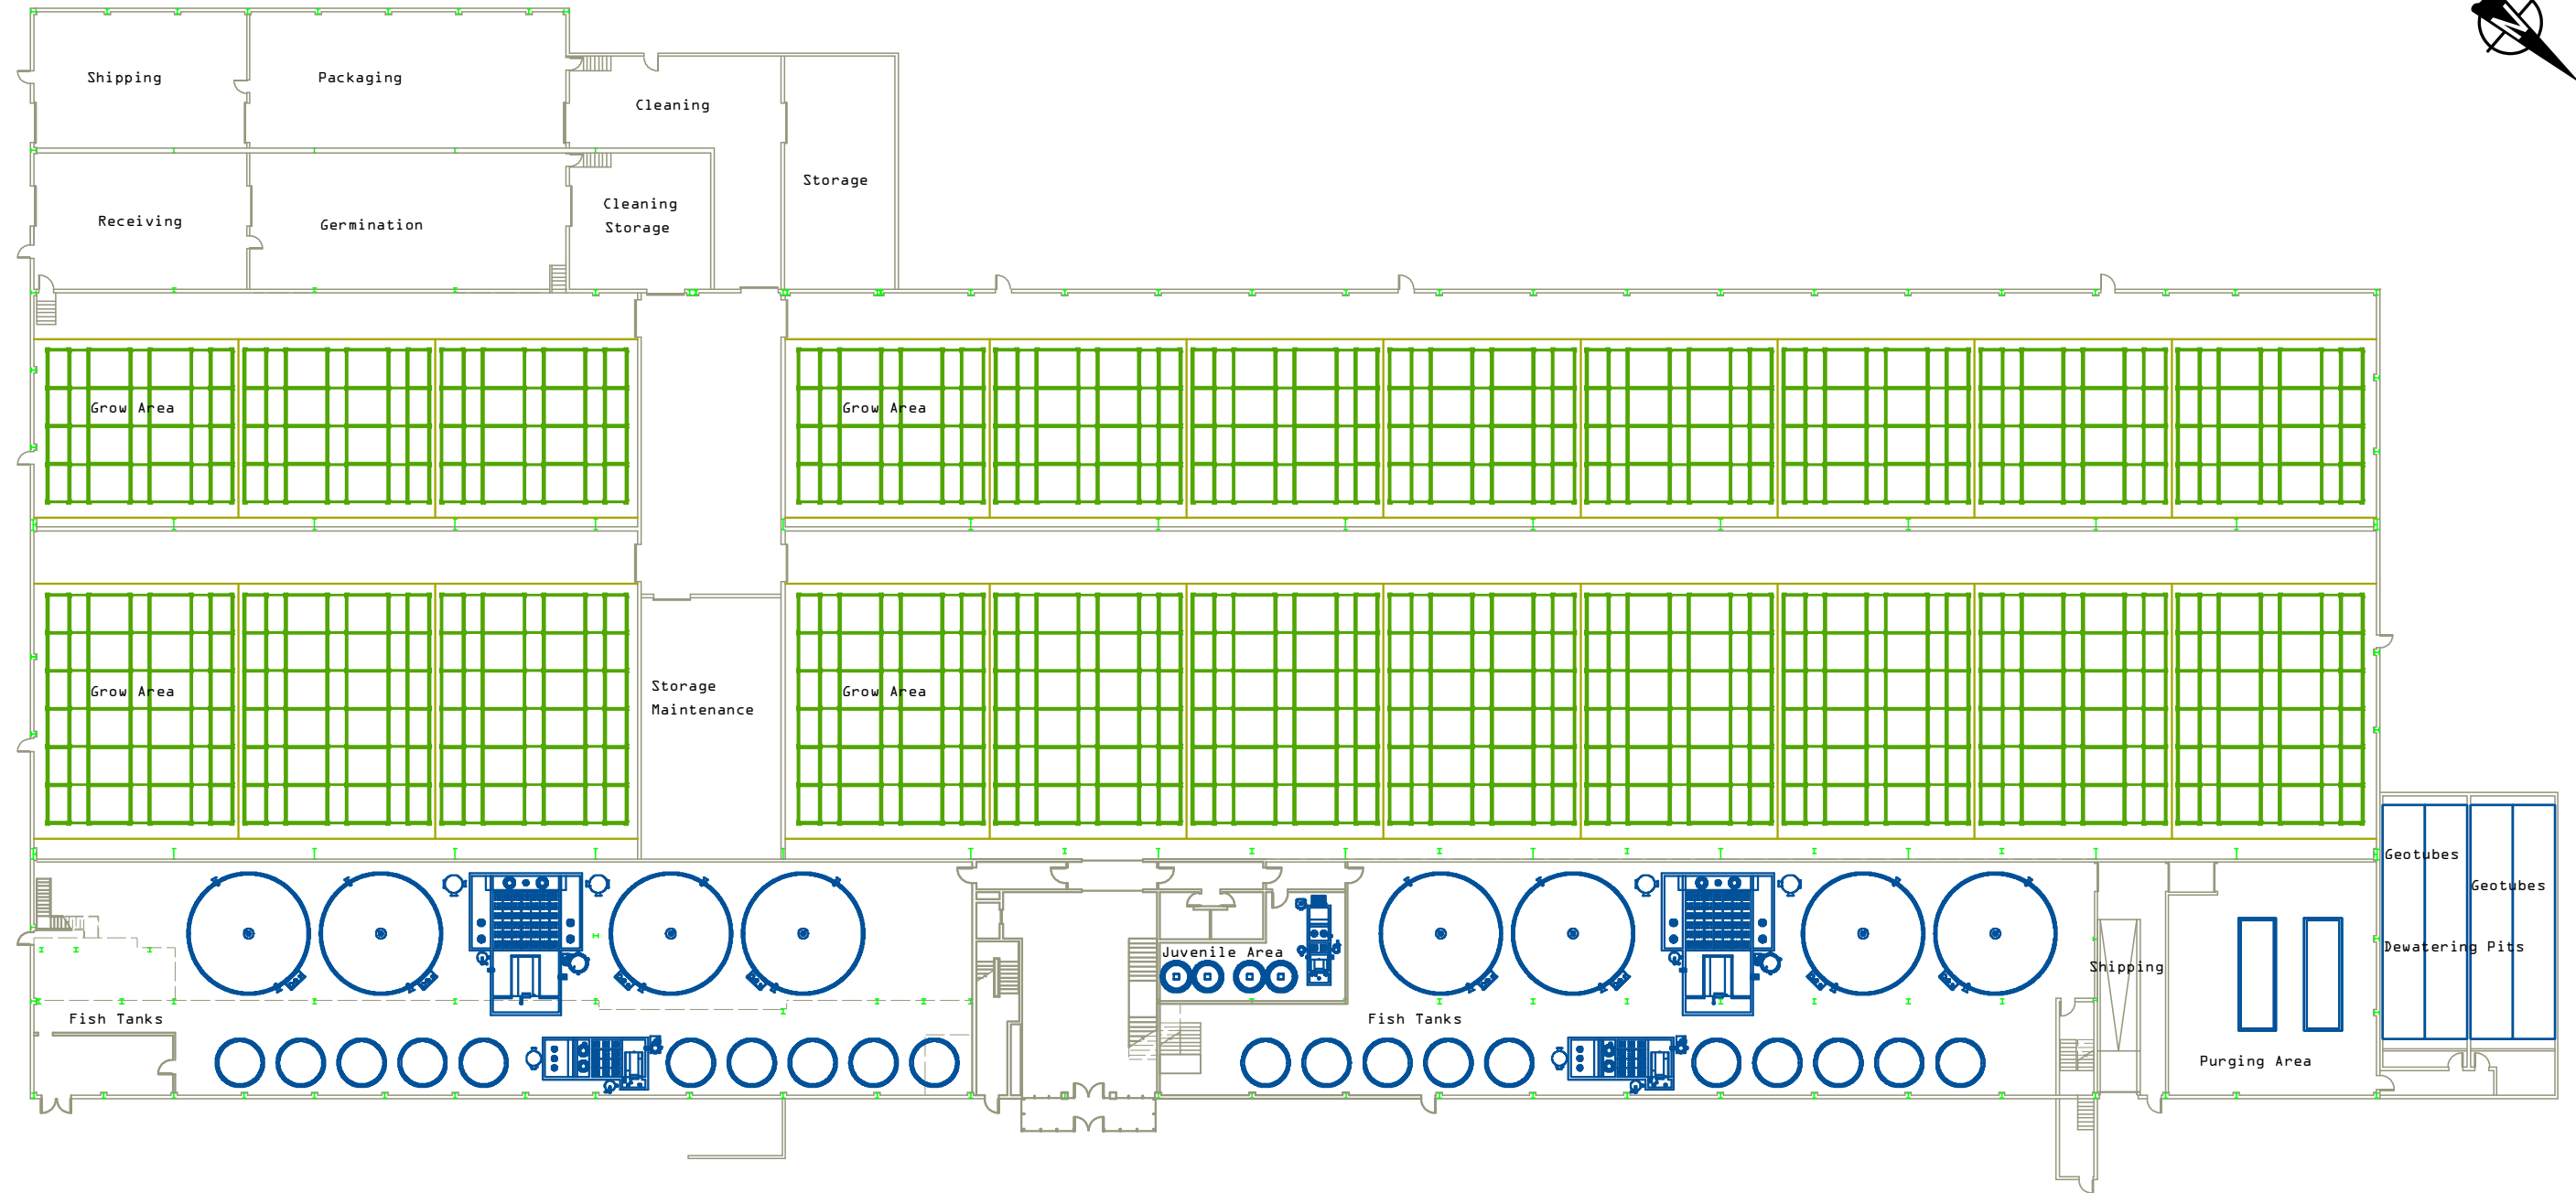 Shipping
Packaging
Cleaning
Storage
Receiving
Germination
Cleaning
Storage
Grow Area
Grow Area
Grow Area
Grow Area
Storage
Maintenance
Geotubes
Geotubes
Dewatering Pits
Juvenile Area
Shipping
Fish Tanks
Fish Tanks
Purging Area